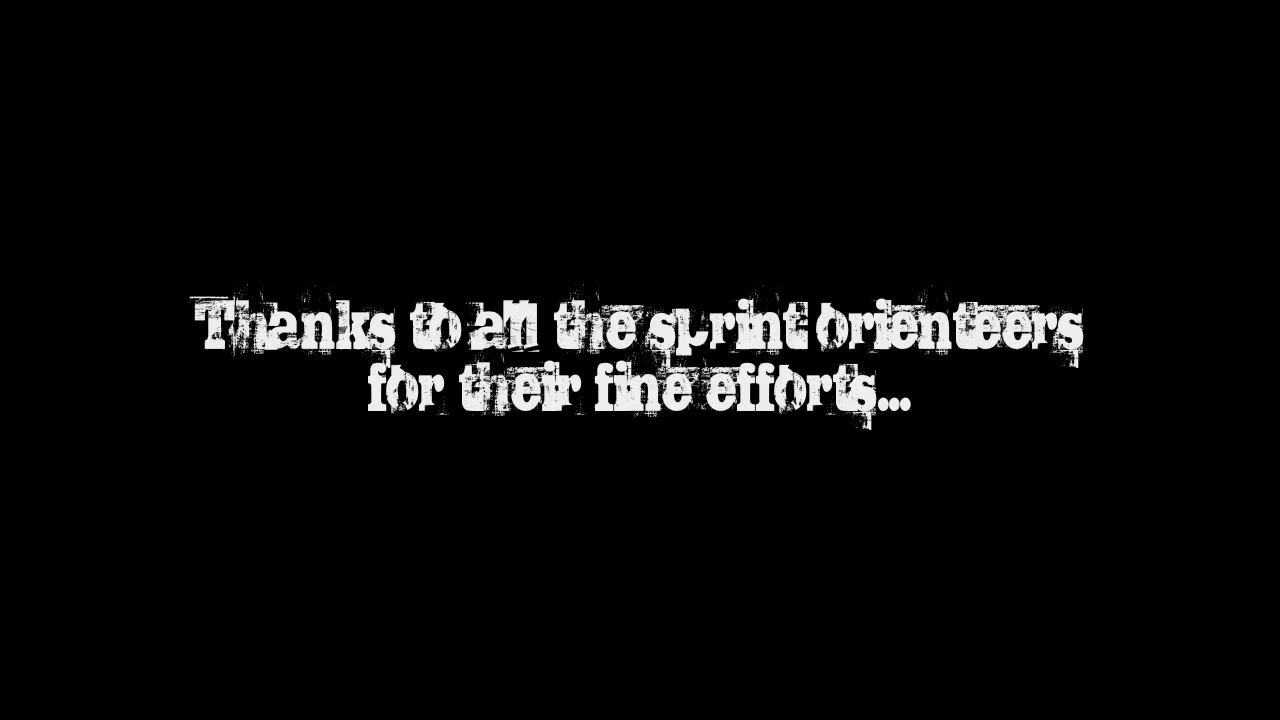 Thanks to all the sprint orienteers
for their fine efforts...